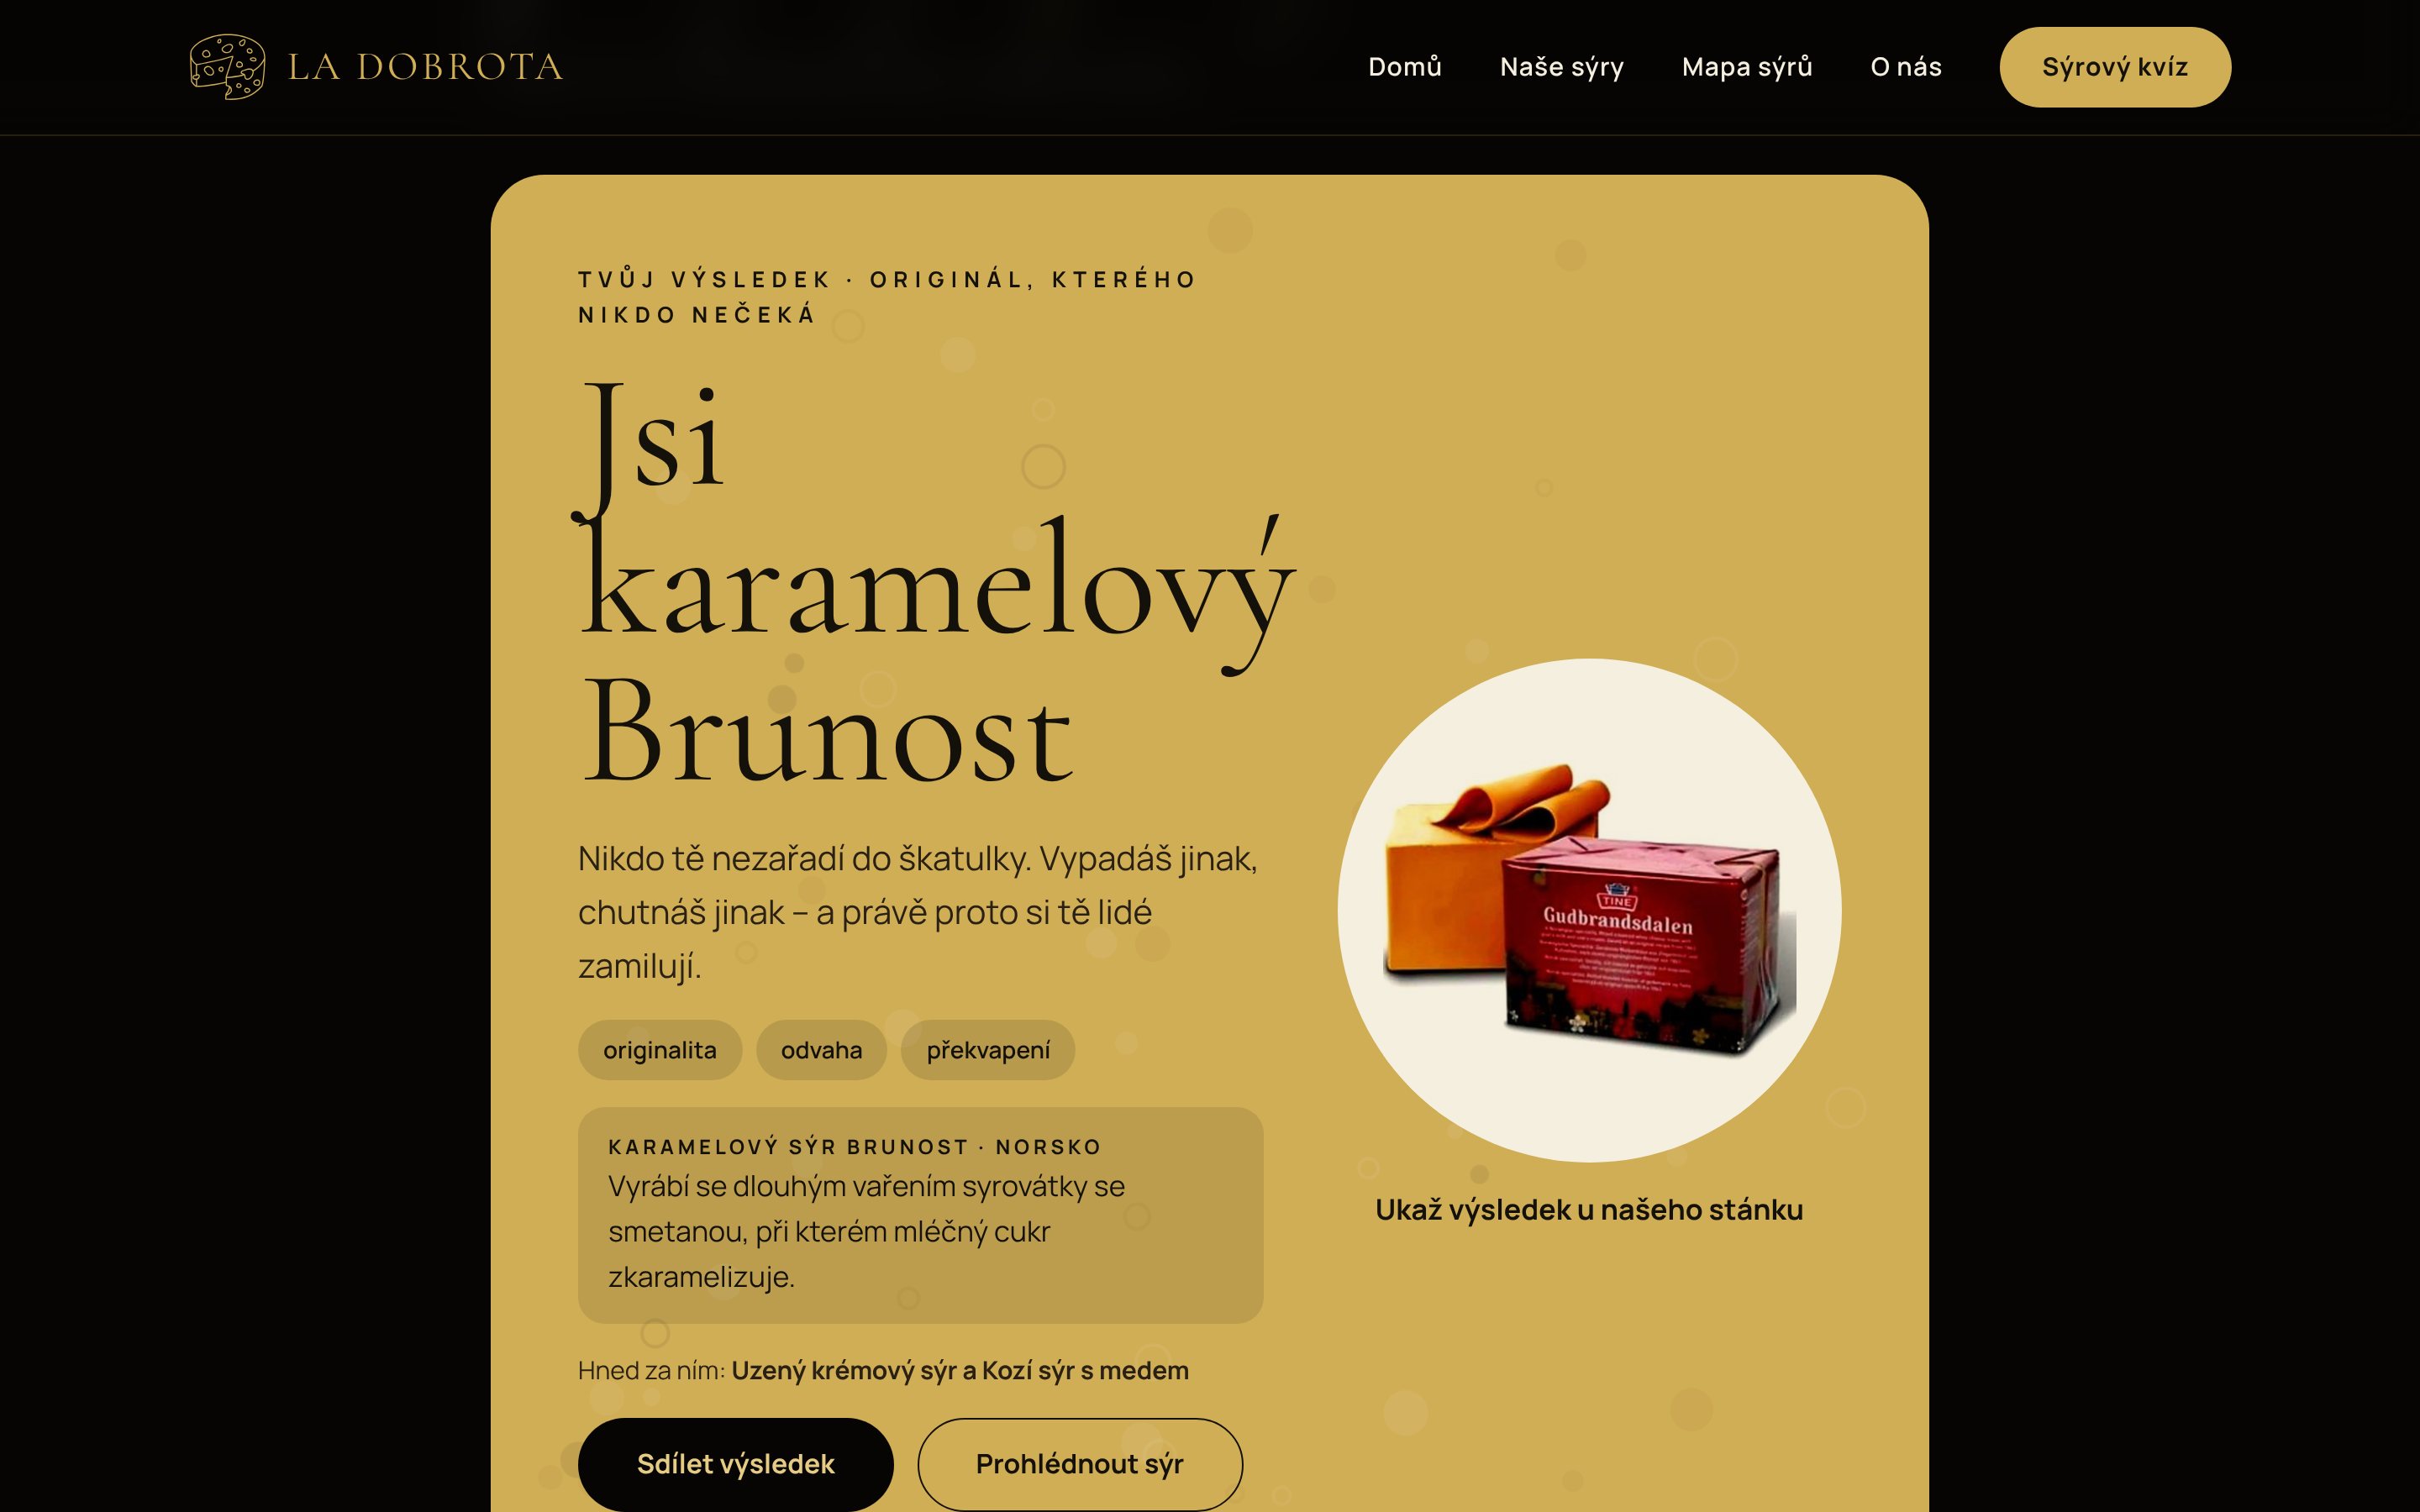 LA DOBROTA
Domů
Naše sýry
Mapa sýrů
O nás
Sýrový kvíz
TVŮJ VÝSLEDEK · ORIGINÁL, KTERÉHO
NIKDO NEČEKÁ
Jsi
karamelový
Brunost
Nikdo tě nezařadí do škatulky. Vypadáš jinak,
chutnáš jinak – a právě proto si tě lidé
zamilují.
originalita
odvaha
překvapení
KARAMELOVÝ SÝR BRUNOST · NORSKO
Vyrábí se dlouhým vařením syrovátky se
smetanou, při kterém mléčný cukr
zkaramelizuje.
TINE
Gudbrandsdalen
Ukaž výsledek u našeho stánku
Hned za ním: Uzený krémový sýr a Kozí sýr s medem
Sdílet výsledek
Prohlédnout sýr